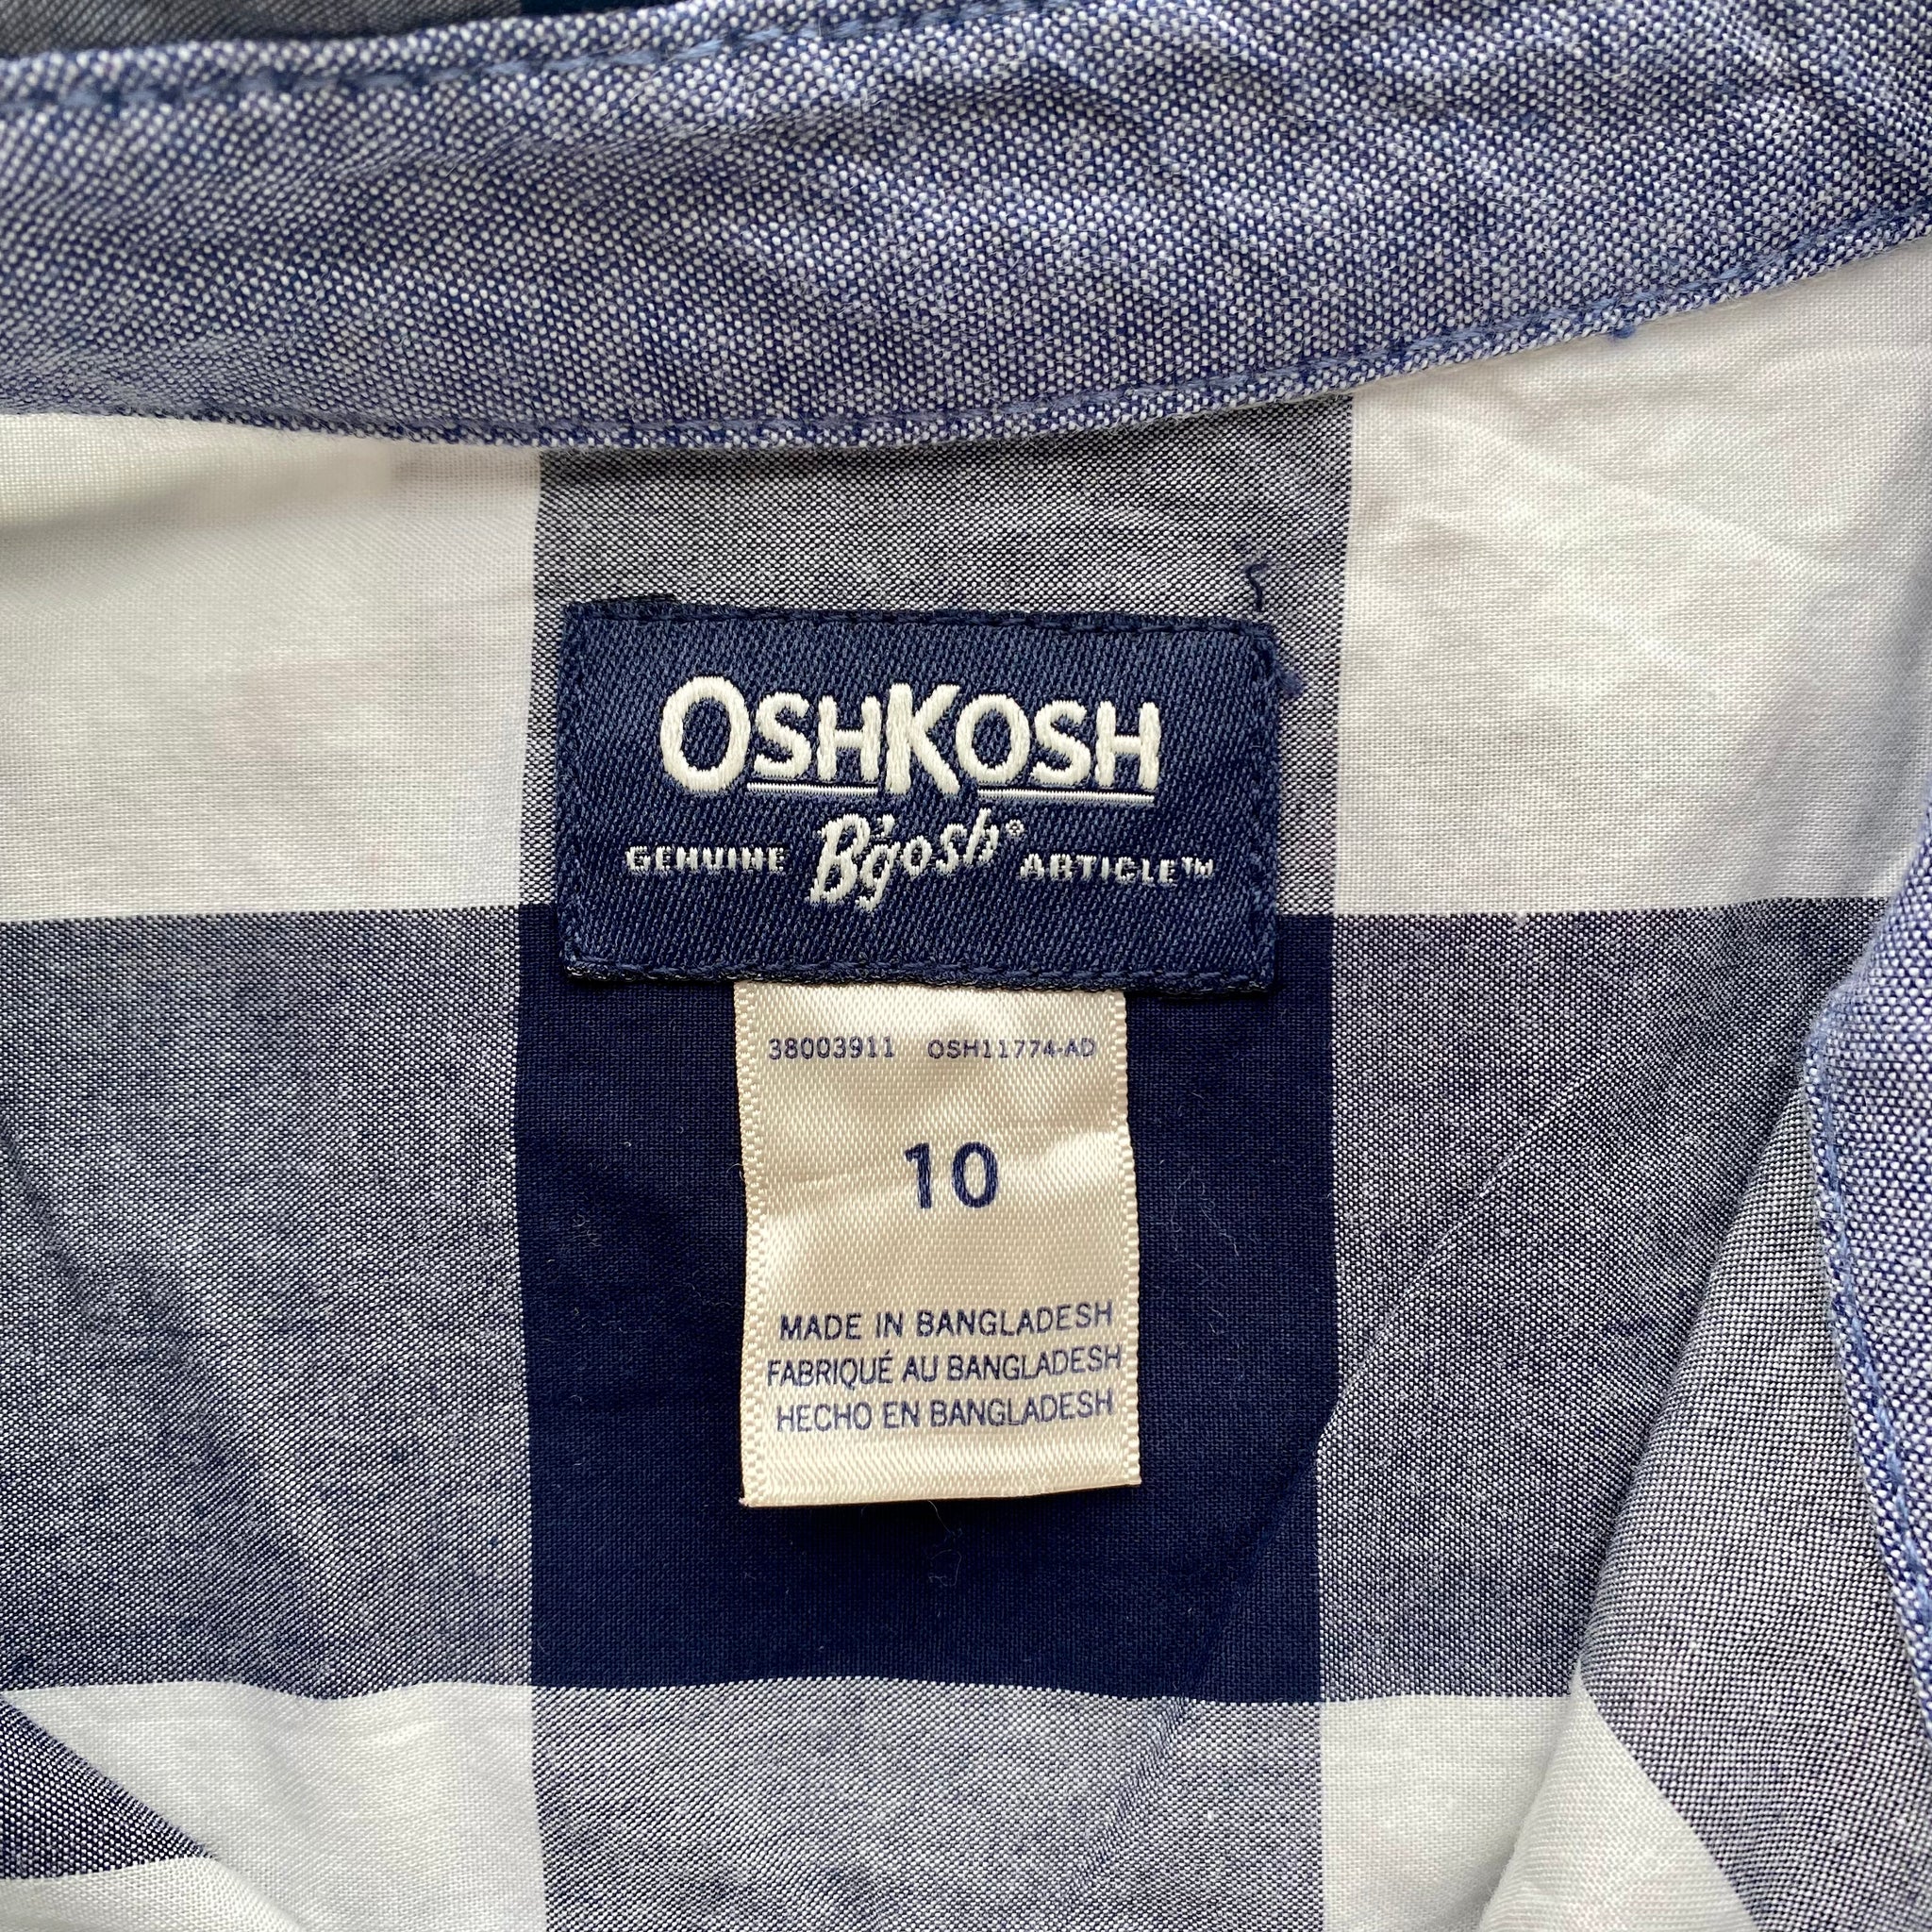 OSHKOSH
GENUINE B'gosh® ARTICLE™
38003911 OSH11774-AD
10
MADE IN BANGLADESH
FABRIQUÉ AU BANGLADESH
HECHO EN BANGLADESH